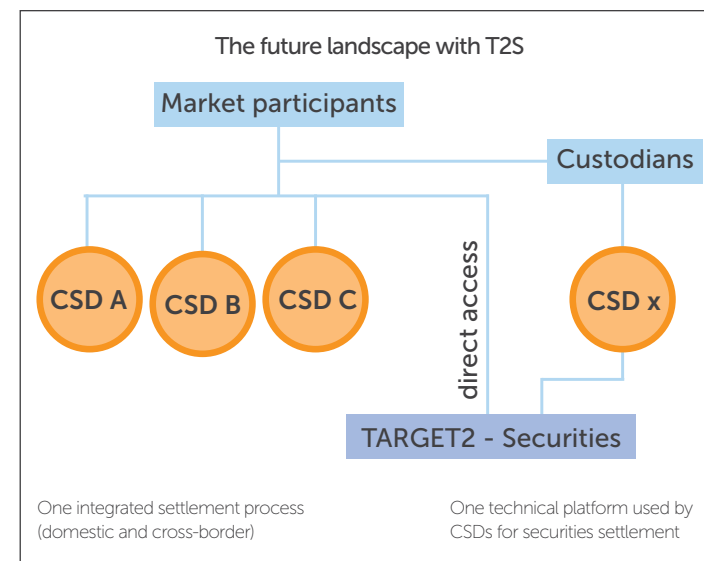 The future landscape with T2S
Market participants
Custodians
CSD A
CSD B
CSD C
CSD x
direct access
TARGET2 - Securities
One integrated settlement process
(domestic and cross-border)
One technical platform used by
CSDs for securities settlement